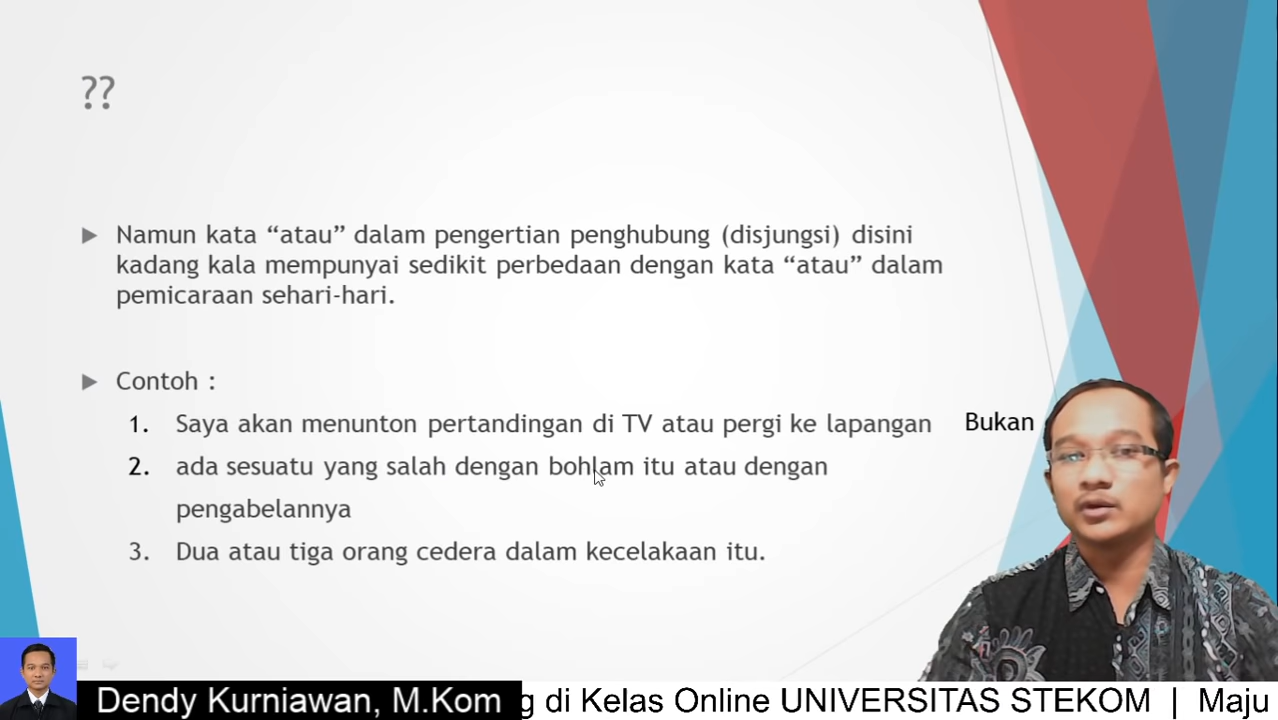 ??
Namun kata “atau” dalam pengertian penghubung (disjungsi) disini
kadang kala mempunyai sedikit perbedaan dengan kata “atau” dalam
pemicaraan sehari-hari.
Contoh :
1. Saya akan menunton pertandingan di TV atau pergi ke lapangan
Bukan
2. ada sesuatu yang salah dengan bohlam itu atau dengan
pengabelannya
3. Dua atau tiga orang cedera dalam kecelakaan itu.
Dendy Kurniawan, M.Kom
g di Kelas Online UNIVERSITAS STEKOM | Maju